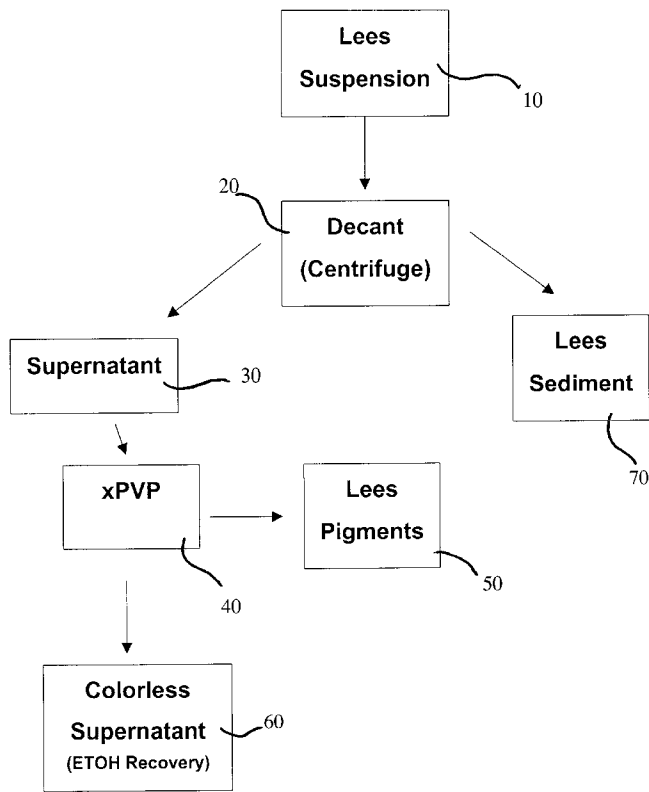 Lees
Suspension
10
20
Decant
(Centrifuge)
Supernatant
30
Lees
Sediment
70
xPVP
40
Lees
Pigments
50
Colorless
Supernatant
(ETOH Recovery)
60